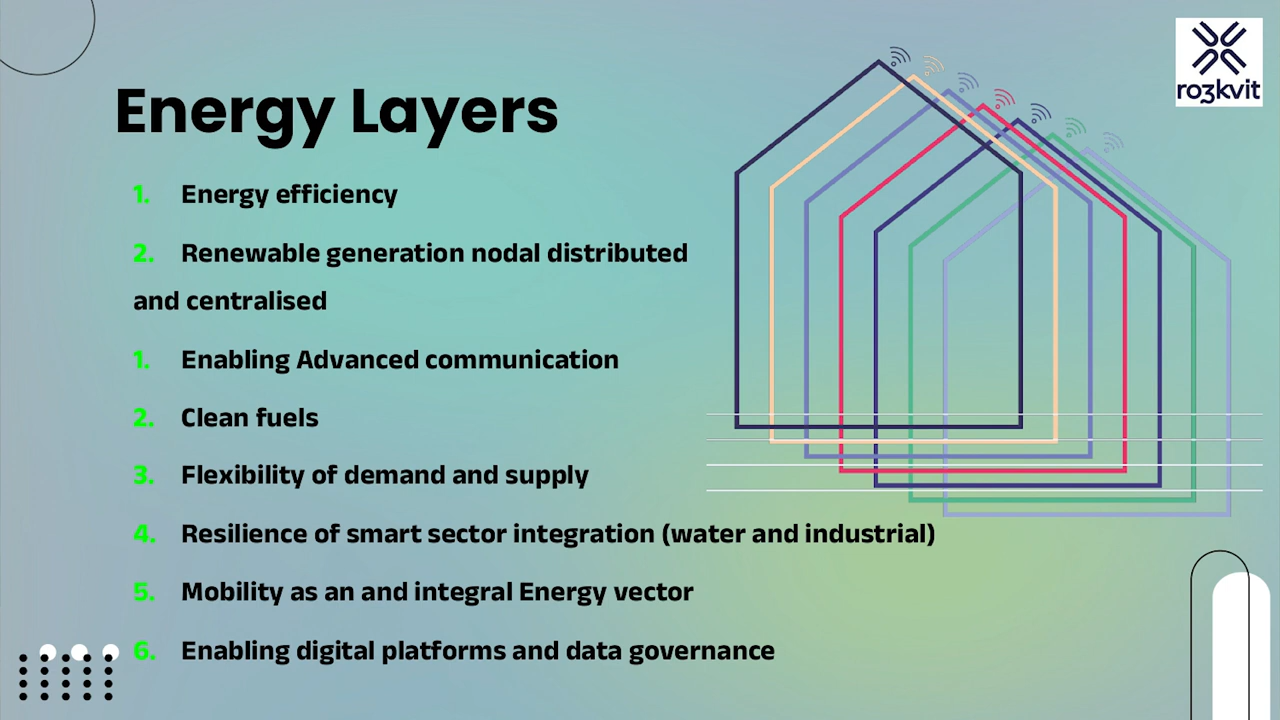 ro3kvit
Energy Layers
1. Energy efficiency
2. Renewable generation nodal distributed
and centralised
1. Enabling Advanced communication
2. Clean fuels
3. Flexibility of demand and supply
4. Resilience of smart sector integration (water and industrial)
5. Mobility as an and integral Energy vector
6. Enabling digital platforms and data governance